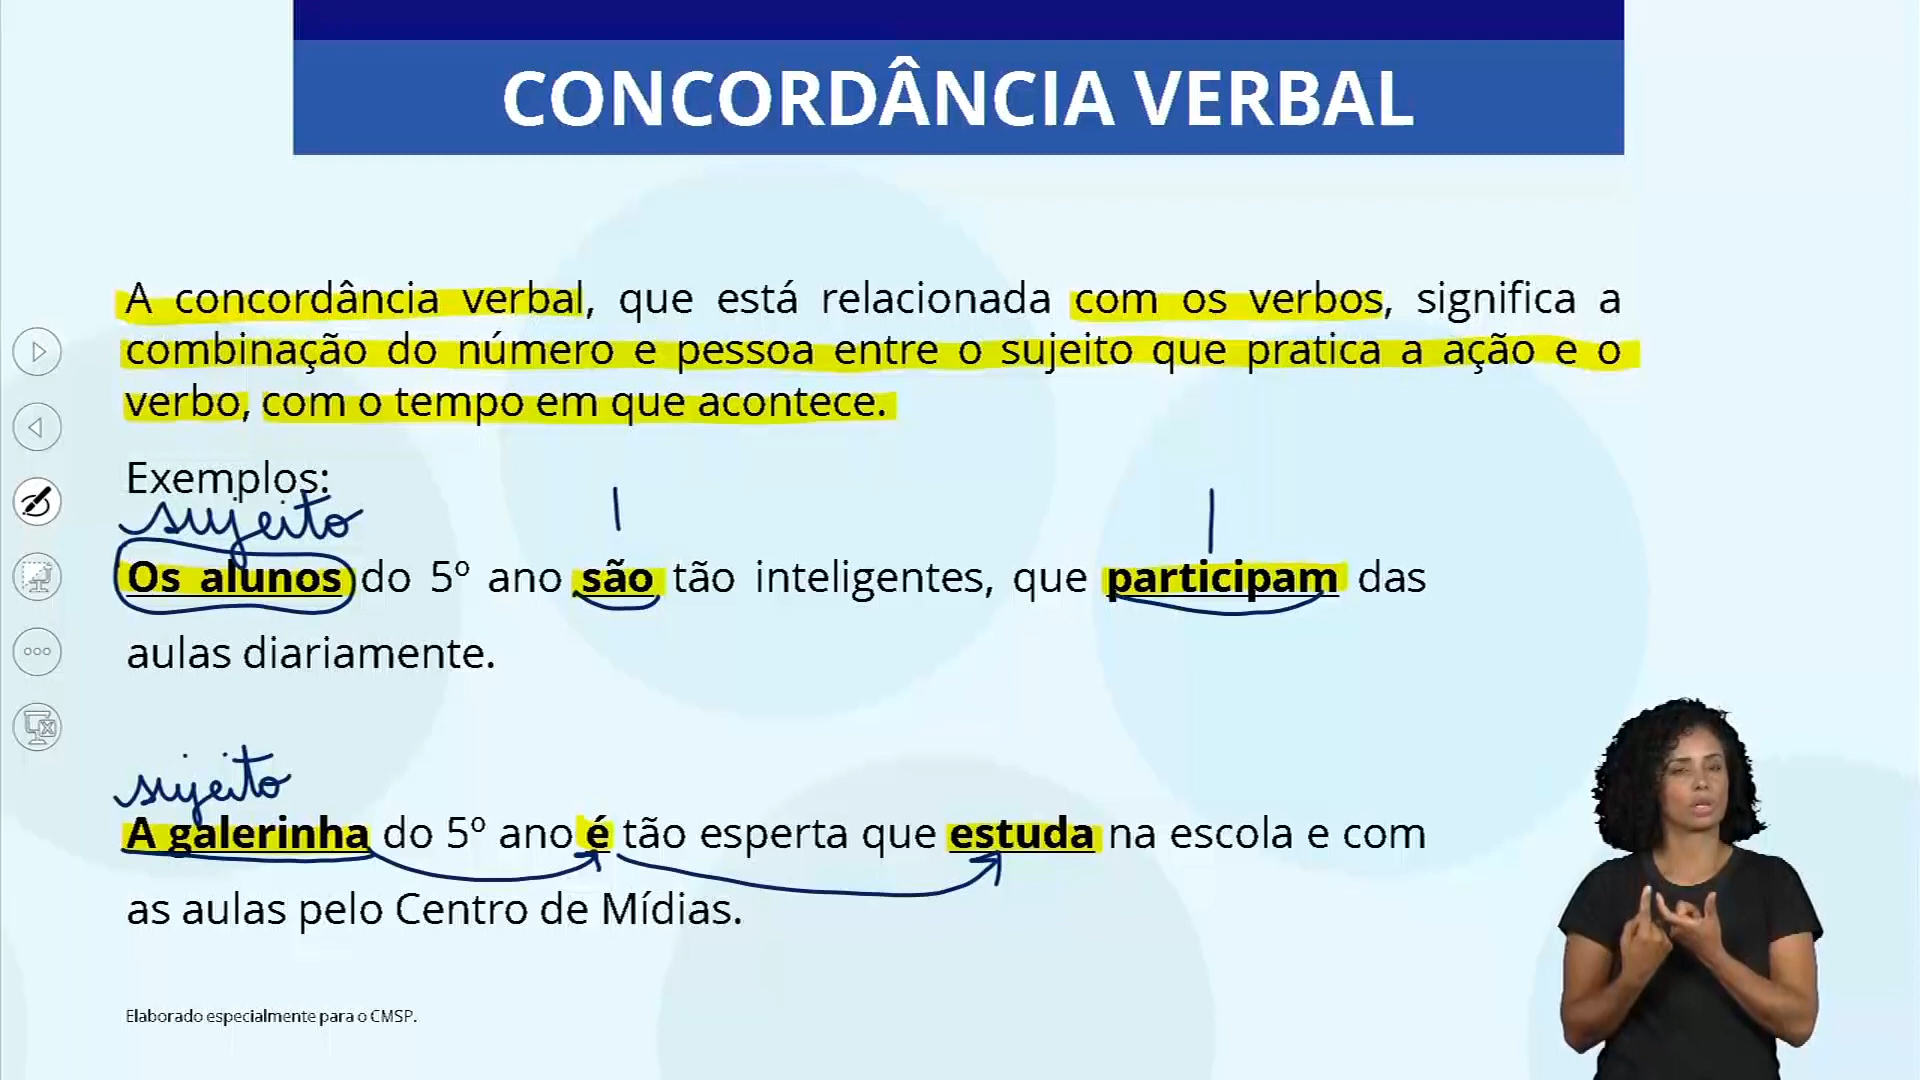 CONCORDÂNCIA VERBAL
A concordância verbal, que está relacionada com os verbos, significa a
combinação do número e pessoa entre o sujeito que pratica a ação e o
verbo, com o tempo em que acontece.
Exemplos:
sujeito
Os alunos do 5º ano são tão inteligentes, que participam das
aulas diariamente.
sujeito
A galerinha do 5º ano é tão esperta que estuda na escola e com
as aulas pelo Centro de Mídias.
Elaborado especialmente para o CMSP.